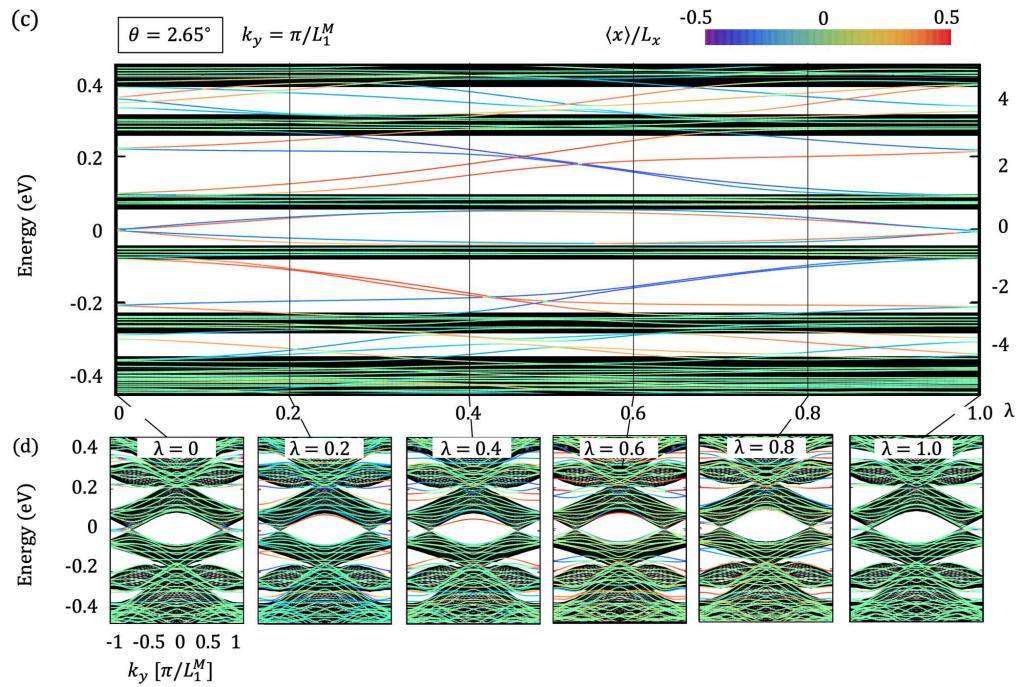 (c)
θ = 2.65°
k_y = π/L_1^M
⟨x⟩/L_x
-0.5 0 0.5
Energy (eV)
0.4
0.2
0
-0.2
-0.4
4
2
0
-2
-4
0 0.2 0.4 0.6 0.8 1.0 λ
(d)
λ = 0 λ = 0.2 λ = 0.4 λ = 0.6 λ = 0.8 λ = 1.0
Energy (eV)
0.4
0.2
0
-0.2
-0.4
-1 -0.5 0 0.5 1
k_y [π/L_1^M]